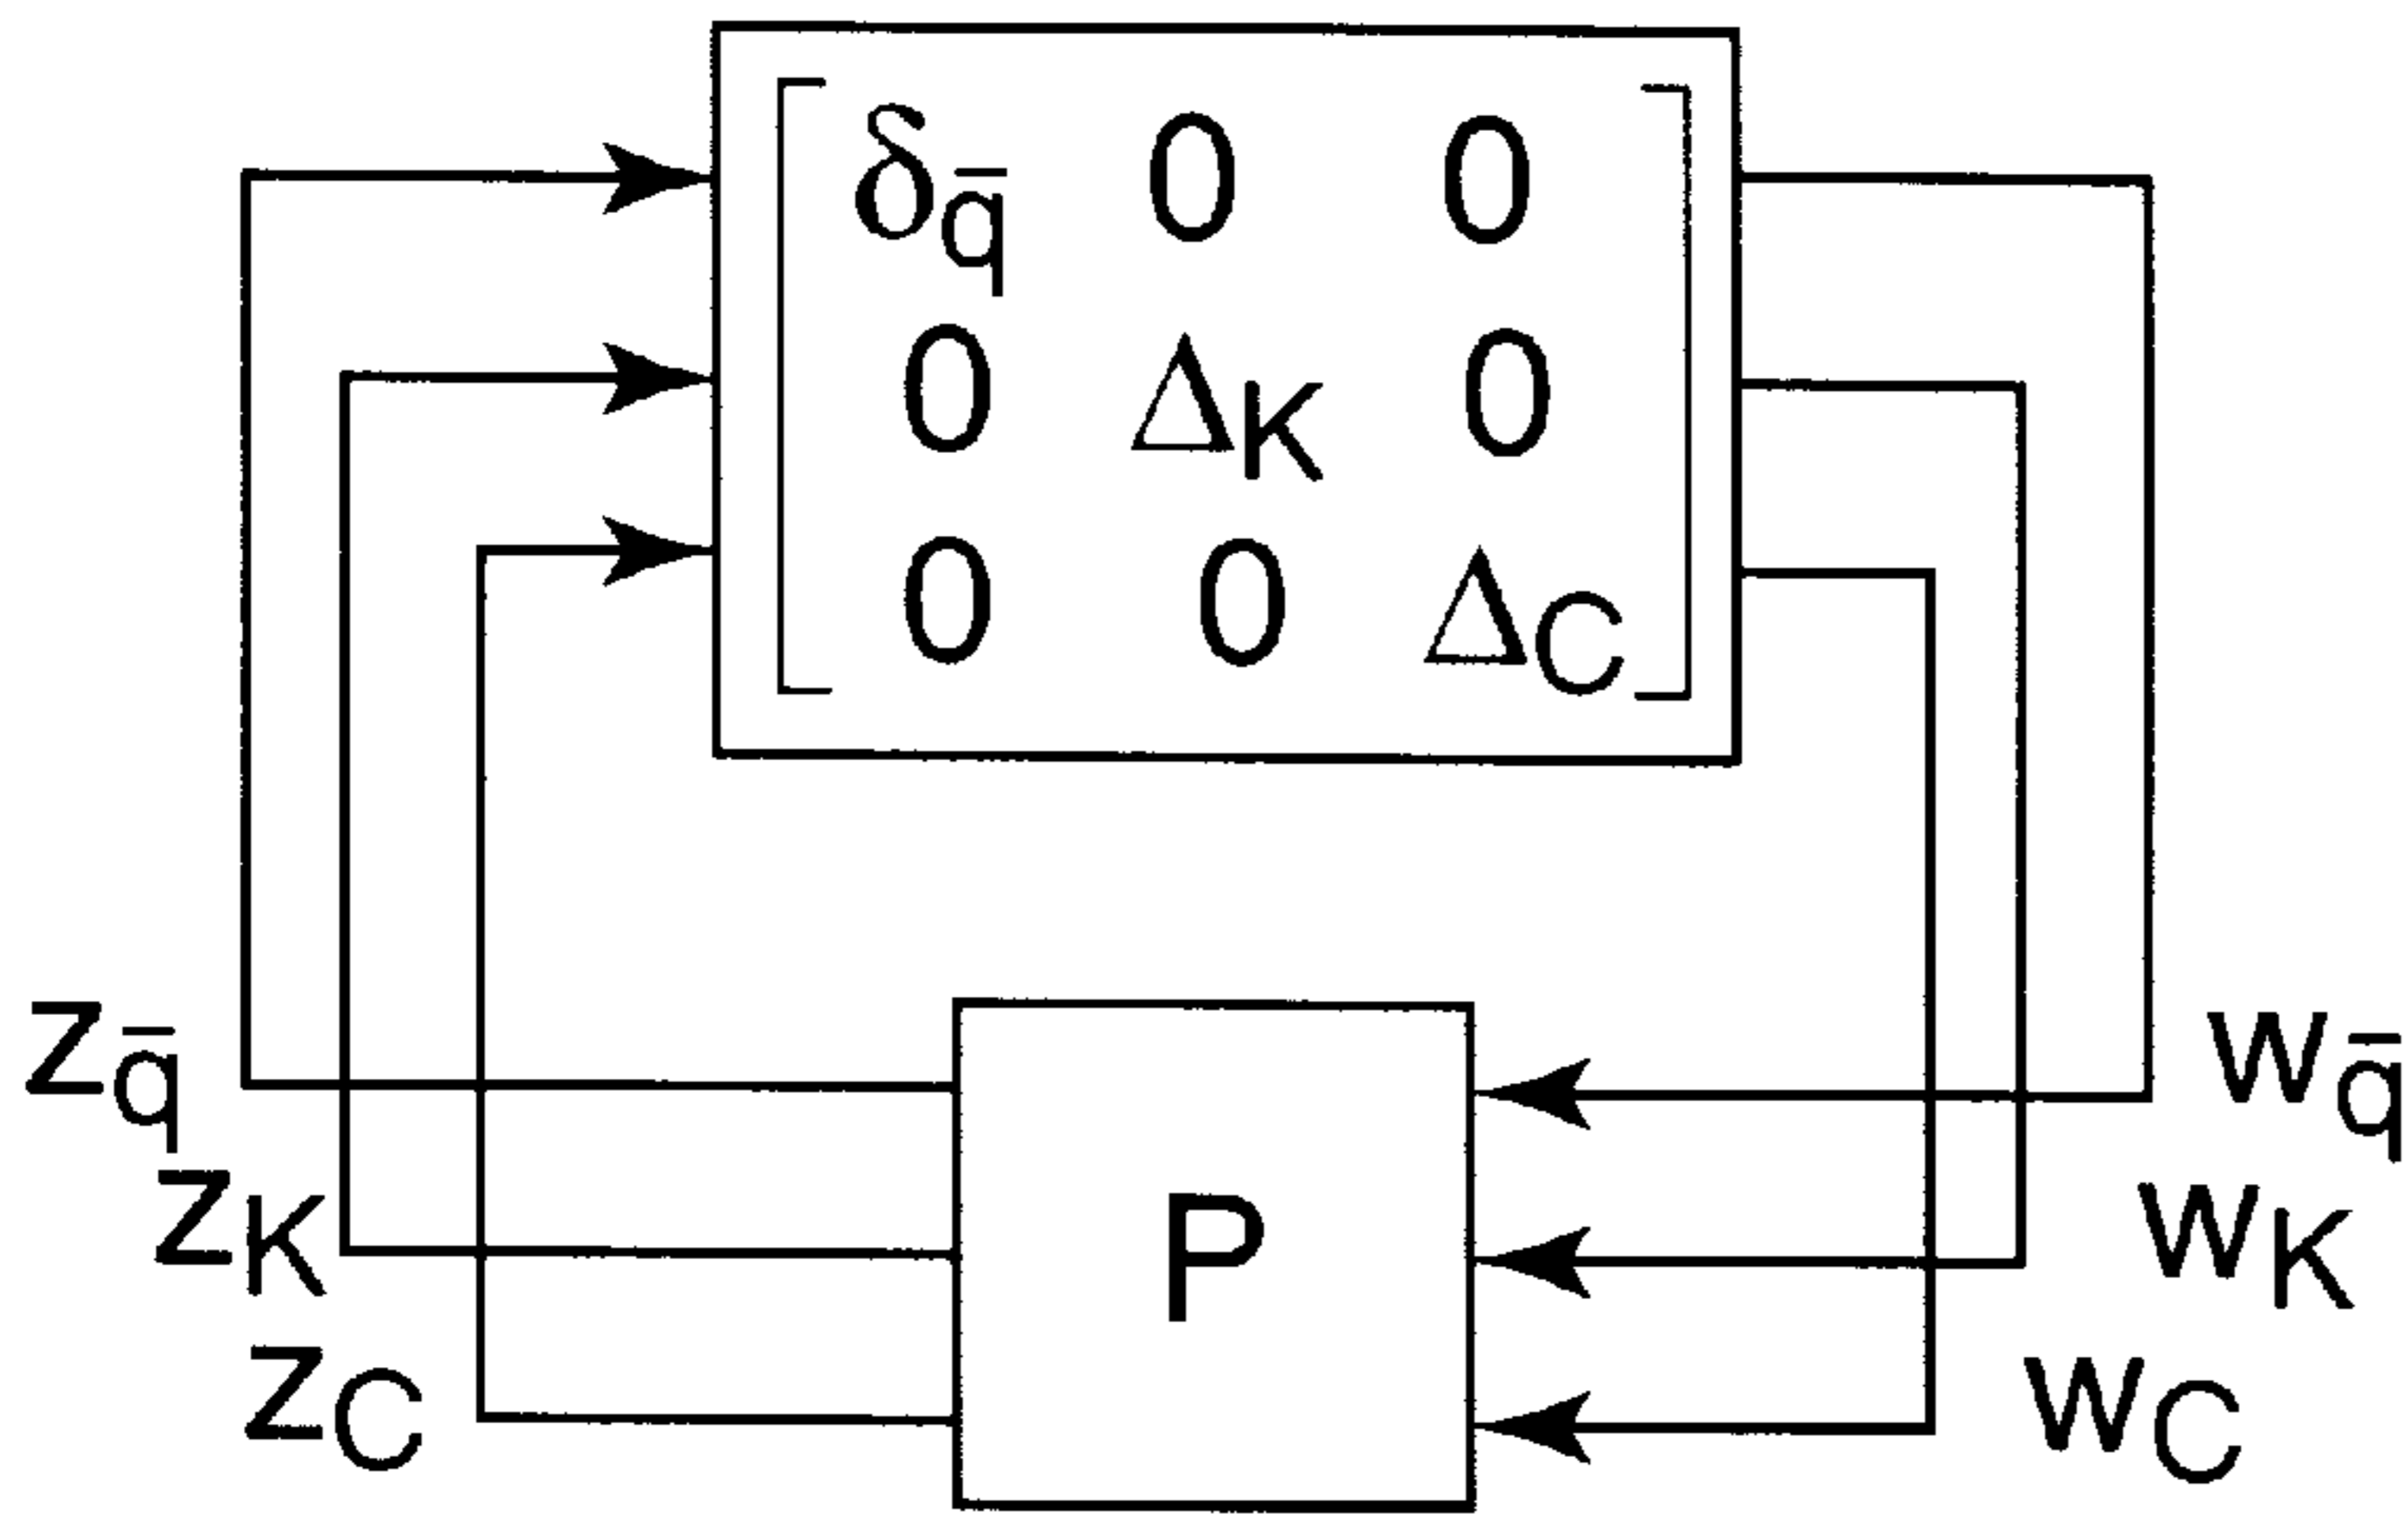 δq̄ 0 0
0 ΔK 0
0 0 ΔC
zq̄ wq̄
zK P wK
zC wC